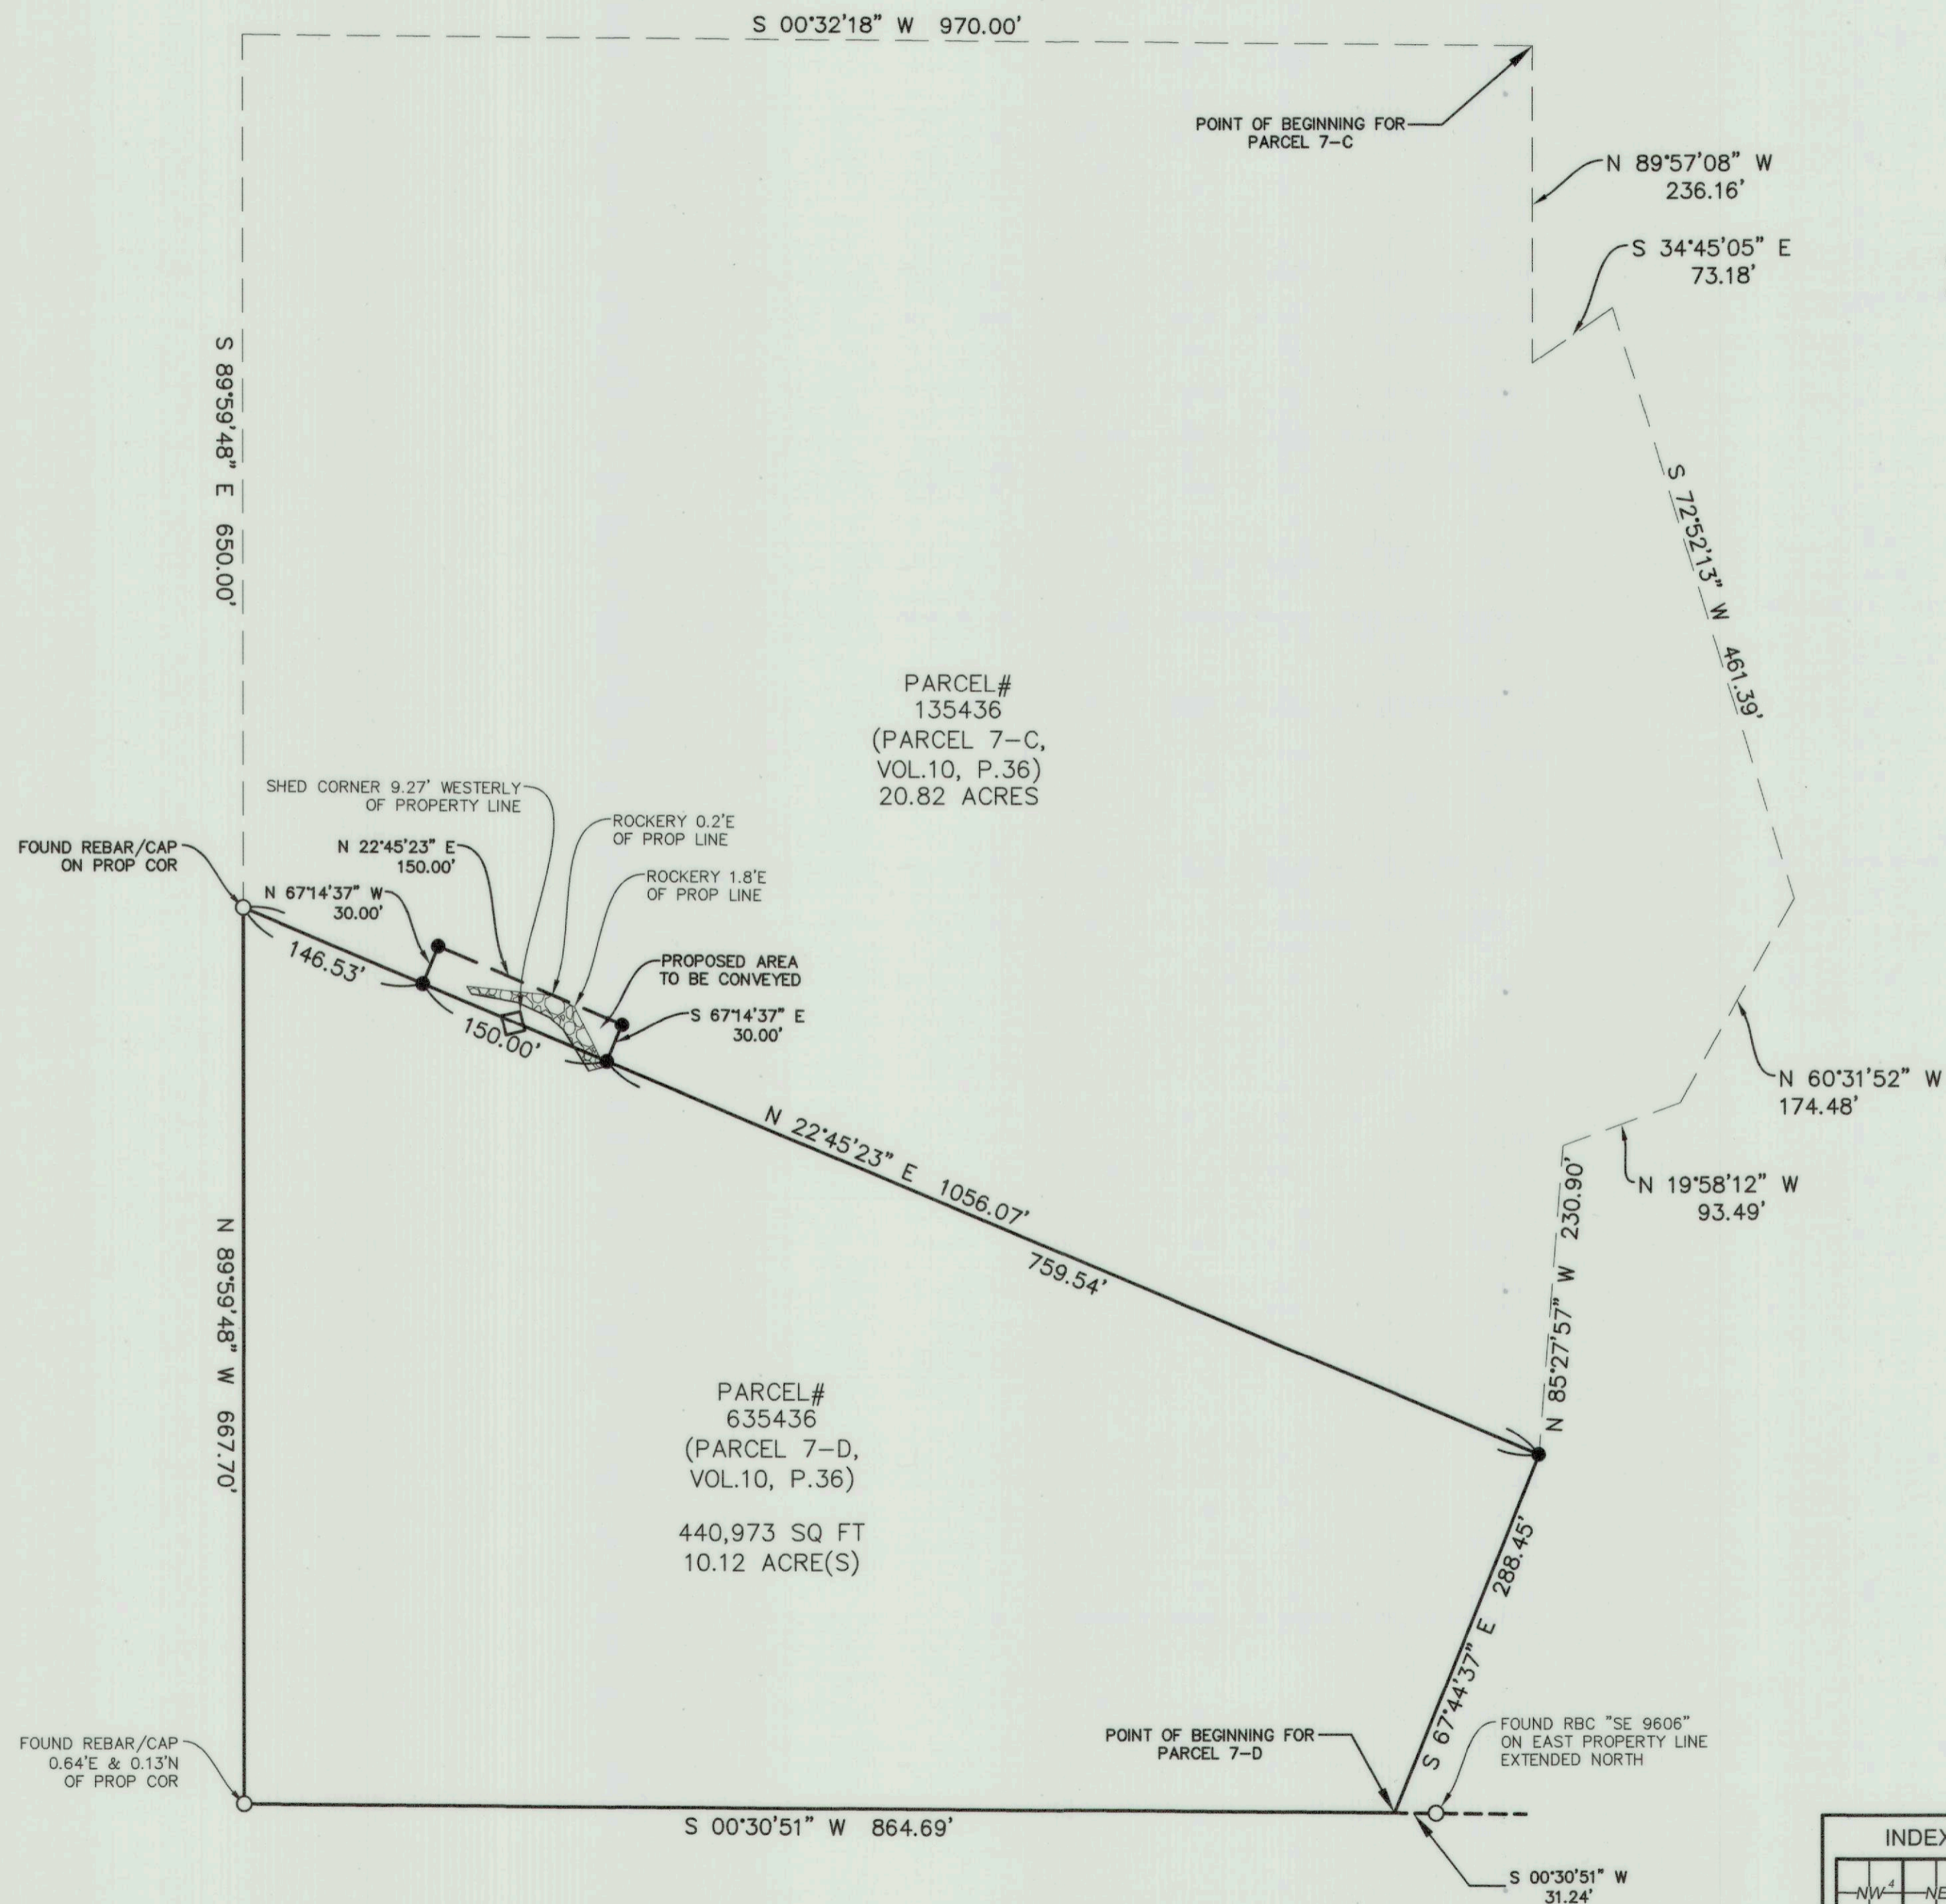 S 00°32'18" W 970.00'
POINT OF BEGINNING FOR
PARCEL 7-C
N 89°57'08" W
236.16'
S 34°45'05" E
73.18'
S 89°59'48" E 650.00'
S 72°52'13" W 461.39'
PARCEL#
135436
(PARCEL 7-C,
VOL.10, P.36)
20.82 ACRES
SHED CORNER 9.27' WESTERLY
OF PROPERTY LINE
ROCKERY 0.2'E
OF PROP LINE
FOUND REBAR/CAP
ON PROP COR
N 22°45'23" E
150.00'
ROCKERY 1.8'E
OF PROP LINE
N 67°14'37" W
30.00'
146.53'
PROPOSED AREA
TO BE CONVEYED
S 67°14'37" E
30.00'
150.00'
N 60°31'52" W
174.48'
N 22°45'23" E 1056.07'
759.54'
N 19°58'12" W
93.49'
N 85°27'57" W 230.90'
N 89°59'48" W 667.70'
PARCEL#
635436
(PARCEL 7-D,
VOL.10, P.36)
440,973 SQ FT
10.12 ACRE(S)
S 67°44'37" E 288.45'
FOUND REBAR/CAP
0.64'E & 0.13'N
OF PROP COR
POINT OF BEGINNING FOR
PARCEL 7-D
FOUND RBC "SE 9606"
ON EAST PROPERTY LINE
EXTENDED NORTH
S 00°30'51" W 864.69'
S 00°30'51" W
31.24'
INDEX
NW 4 NE